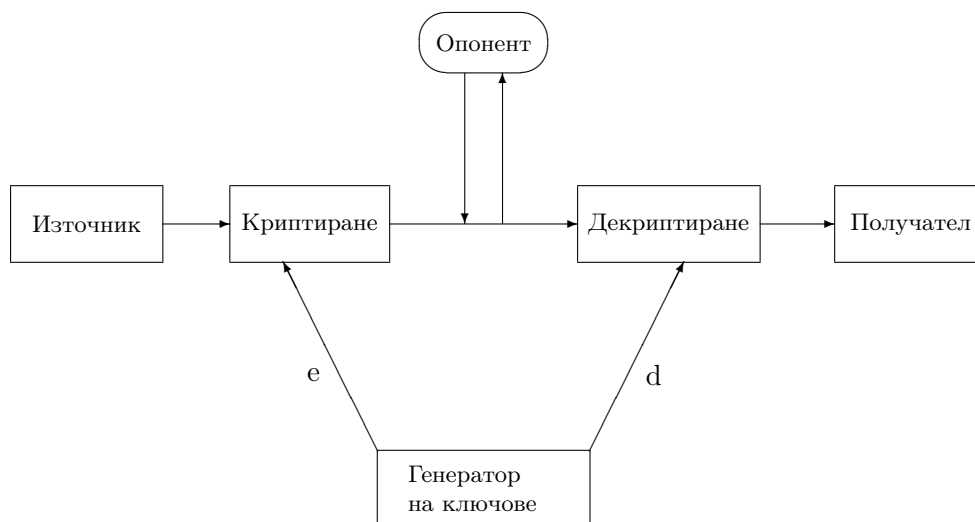 Опонент
Източник
Криптиране
Декриптиране
Получател
e
d
Генератор
на ключове